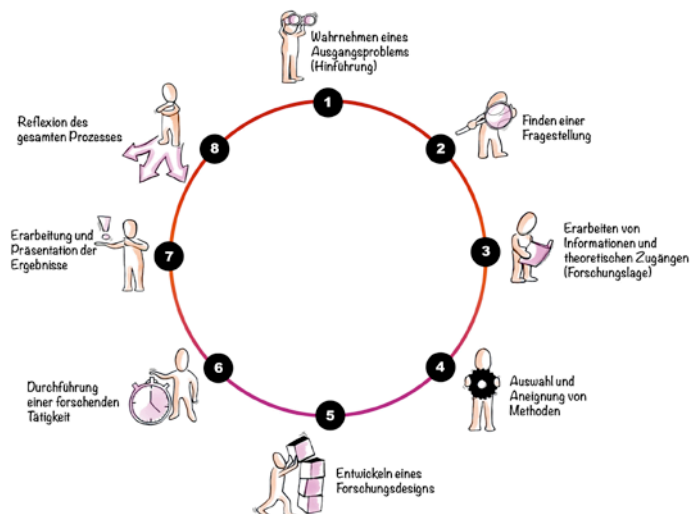 1
Wahrnehmen eines
Ausgangsproblems
(Hinführung)
2
Finden einer
Fragestellung
3
Erarbeiten von
Informationen und
theoretischen Zugängen
(Forschungslage)
4
Auswahl und
Aneignung von
Methoden
5
Entwickeln eines
Forschungsdesigns
6
Durchführung
einer forschenden
Tätigkeit
7
Erarbeitung und
Präsentation der
Ergebnisse
8
Reflexion des
gesamten Prozesses